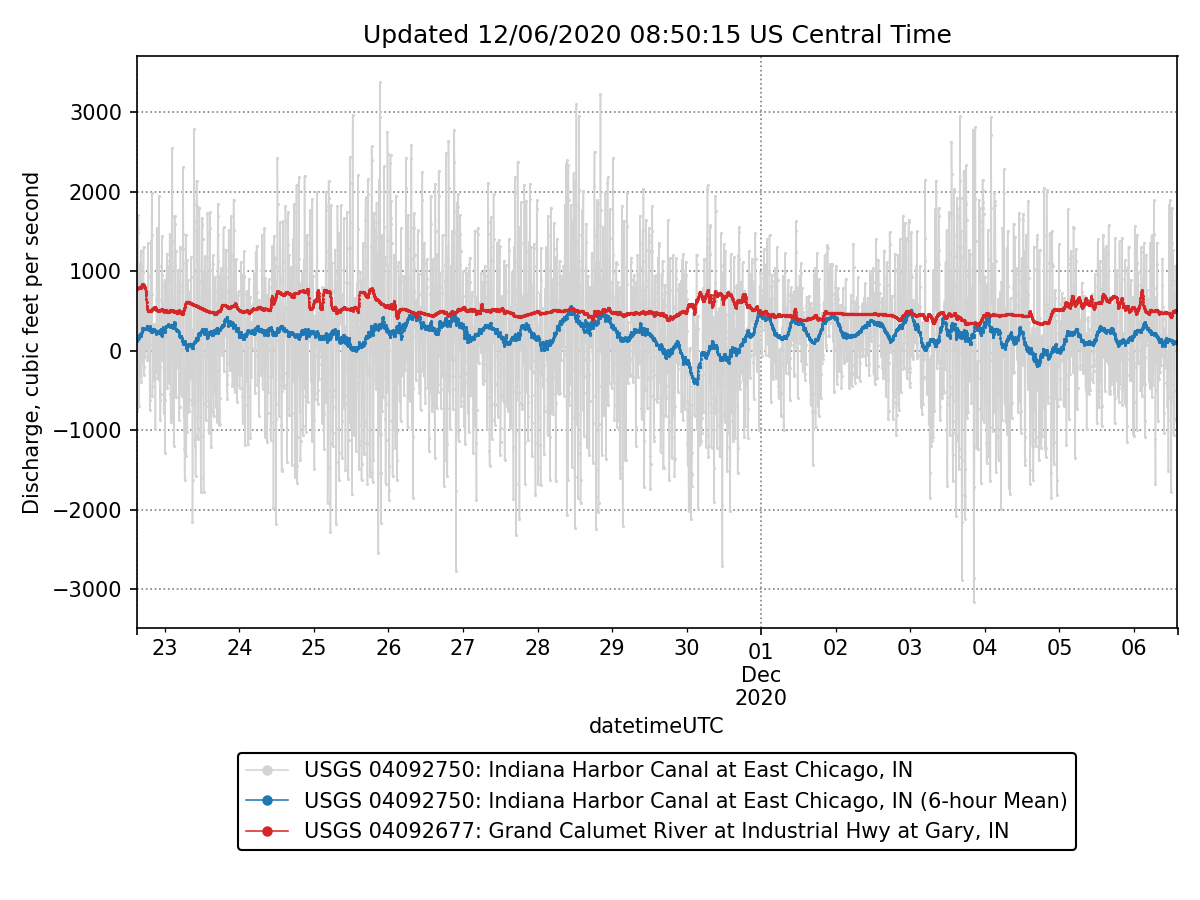 Updated 12/06/2020 08:50:15 US Central Time
Discharge, cubic feet per second
3000
2000
1000
0
−1000
−2000
−3000
23 24 25 26 27 28 29 30 01 02 03 04 05 06
Dec
2020
datetimeUTC
USGS 04092750: Indiana Harbor Canal at East Chicago, IN
USGS 04092750: Indiana Harbor Canal at East Chicago, IN (6-hour Mean)
USGS 04092677: Grand Calumet River at Industrial Hwy at Gary, IN